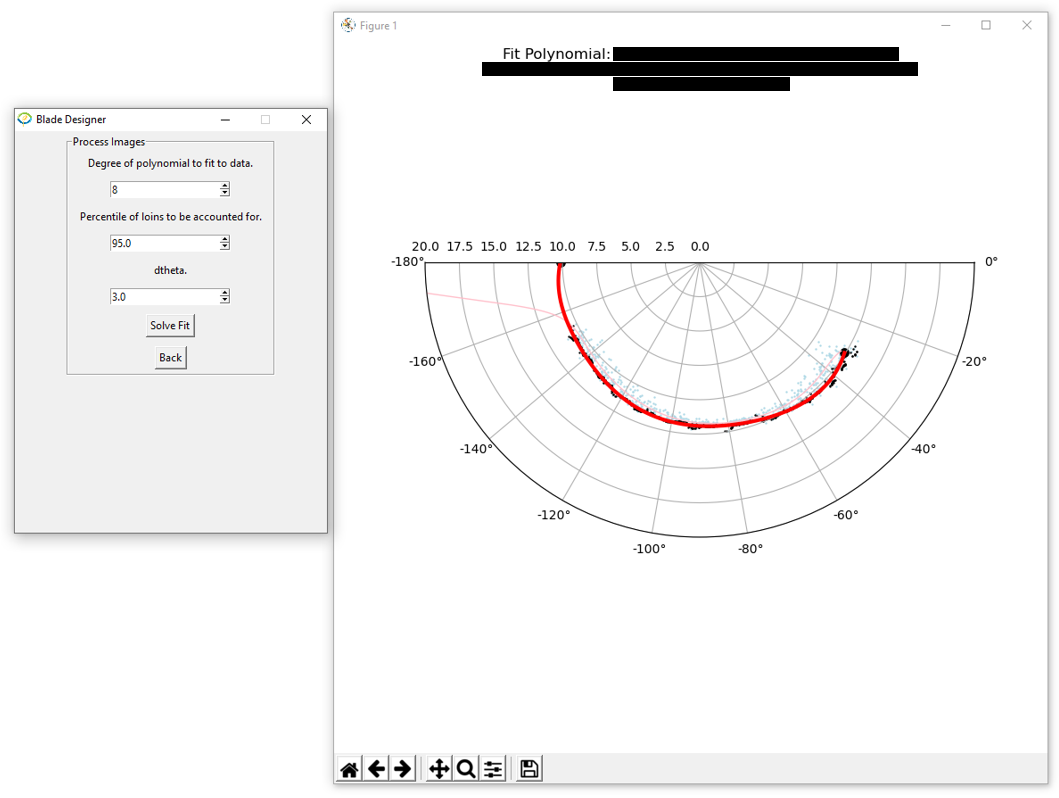 Figure 1
Fit Polynomial:
Blade Designer
Process Images
Degree of polynomial to fit to data.
8
Percentile of loins to be accounted for.
95.0
dtheta.
3.0
Solve Fit
Back
20.0 17.5 15.0 12.5 10.0 7.5 5.0 2.5 0.0
-180° 0°
-160° -20°
-140° -40°
-120° -60°
-100° -80°